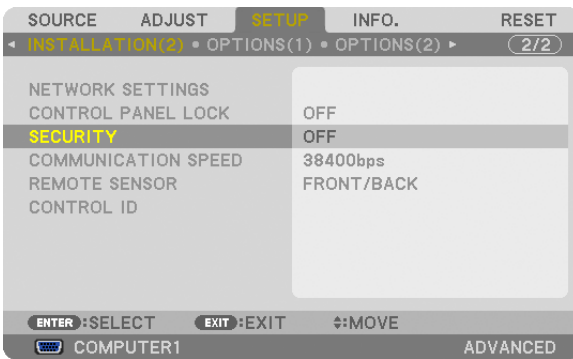 SOURCE ADJUST SETUP INFO. RESET
◄ INSTALLATION(2) • OPTIONS(1) • OPTIONS(2) ► 2/2
NETWORK SETTINGS
CONTROL PANEL LOCK OFF
SECURITY OFF
COMMUNICATION SPEED 38400bps
REMOTE SENSOR FRONT/BACK
CONTROL ID
ENTER :SELECT EXIT :EXIT ⬍:MOVE
COMPUTER1 ADVANCED